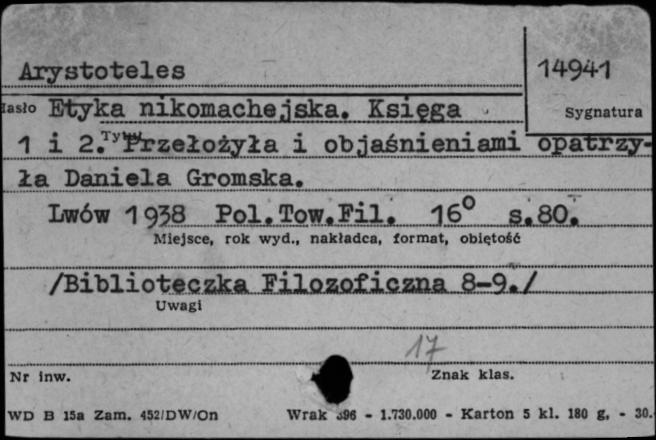 Arystoteles
14941
Hasło Etyka nikomachejska. Księga
Sygnatura
1 i 2. Tytuł Przełożyła i objaśnieniami opatrzy-
ła Daniela Gromska.
Lwów 1938 Pol.Tow.Fil. 16° s.80.
Miejsce, rok wyd., nakładca, format, obiętość
/Biblioteczka Filozoficzna 8-9./
Uwagi
17
Nr inw.
Znak klas.
WD B 15a Zam. 452/DW/On Wrak 396 - 1.730.000 - Karton 5 kl. 180 g, - 30.